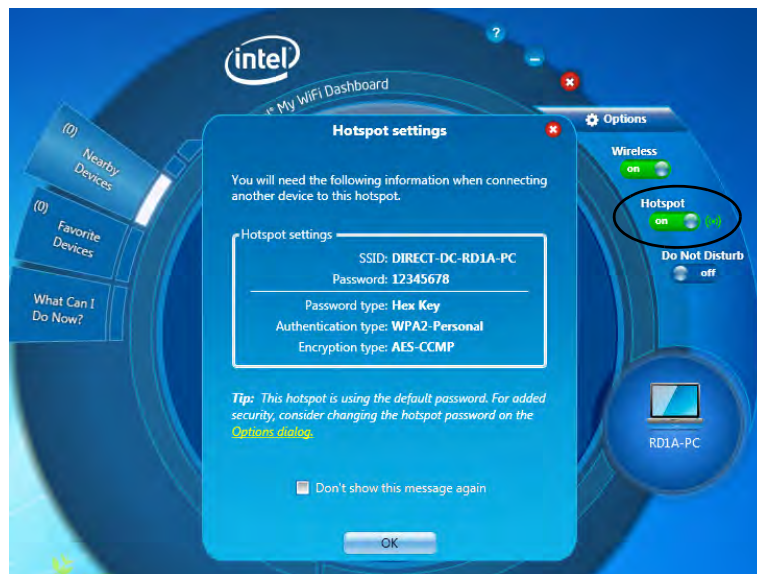 ?
intel
My WiFi Dashboard
Options
Wireless
on
Hotspot
on
Do Not Disturb
off
(0)
Nearby
Devices
(0)
Favorite
Devices
What Can I
Do Now?
Hotspot settings
You will need the following information when connecting
another device to this hotspot.
Hotspot settings
SSID: DIRECT-DC-RD1A-PC
Password: 12345678
Password type: Hex Key
Authentication type: WPA2-Personal
Encryption type: AES-CCMP
Tip: This hotspot is using the default password. For added
security, consider changing the hotspot password on the
Options dialog.
Don't show this message again
OK
RD1A-PC